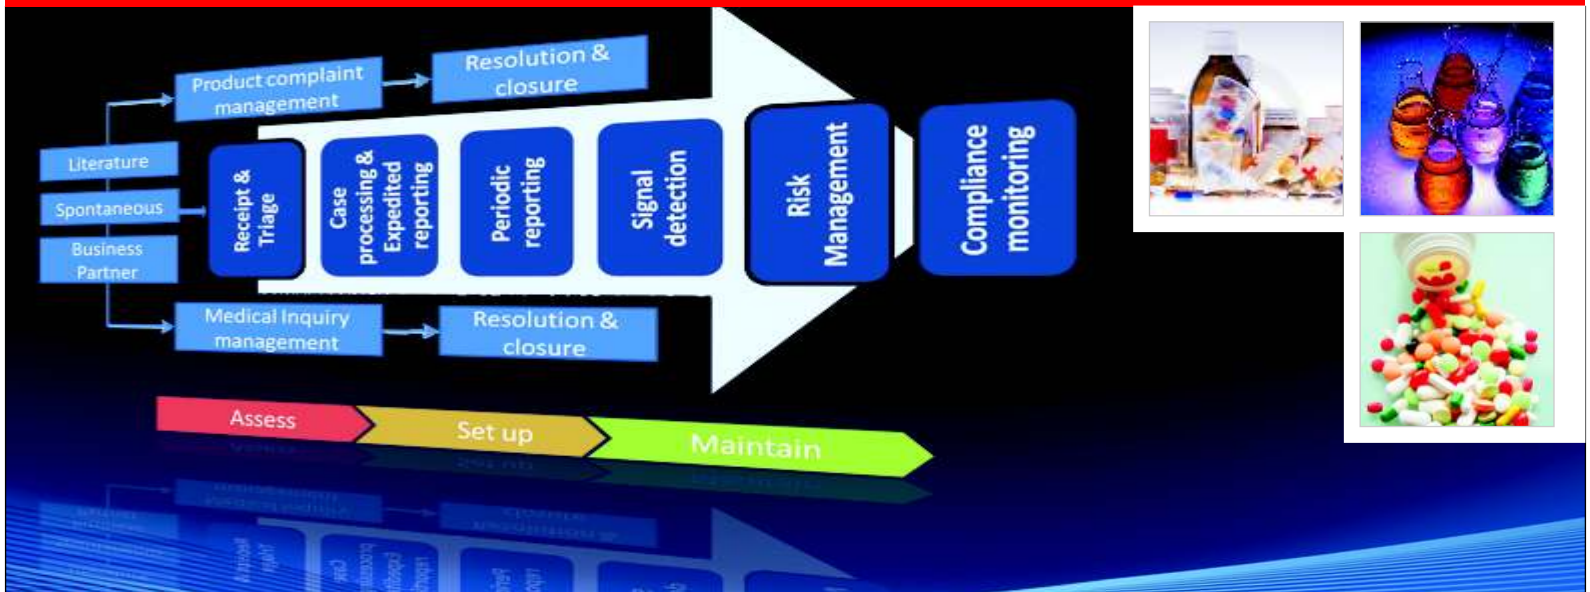 Product complaint
management
Resolution &
closure
Literature
Spontaneous
Business
Partner
Receipt &
Triage
Case
processing &
Expedited
reporting
Periodic
reporting
Signal
detection
Risk
Management
Compliance
monitoring
Medical Inquiry
management
Resolution &
closure
Assess
Set up
Maintain